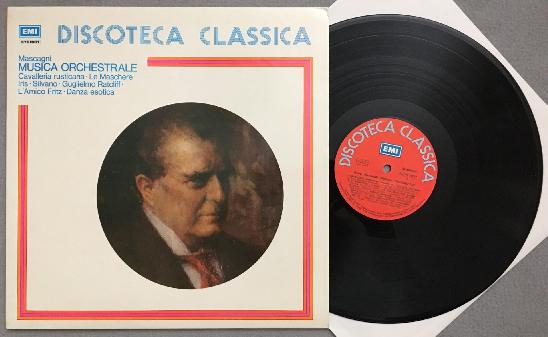 EMI
DISCOTECA CLASSICA
Mascagni
MUSICA ORCHESTRALE
Cavalleria rusticana · Le Maschere
Iris · Silvano · Guglielmo Ratcliff ·
L'Amico Fritz · Danza esotica
DISCOTECA CLASSICA
EMI